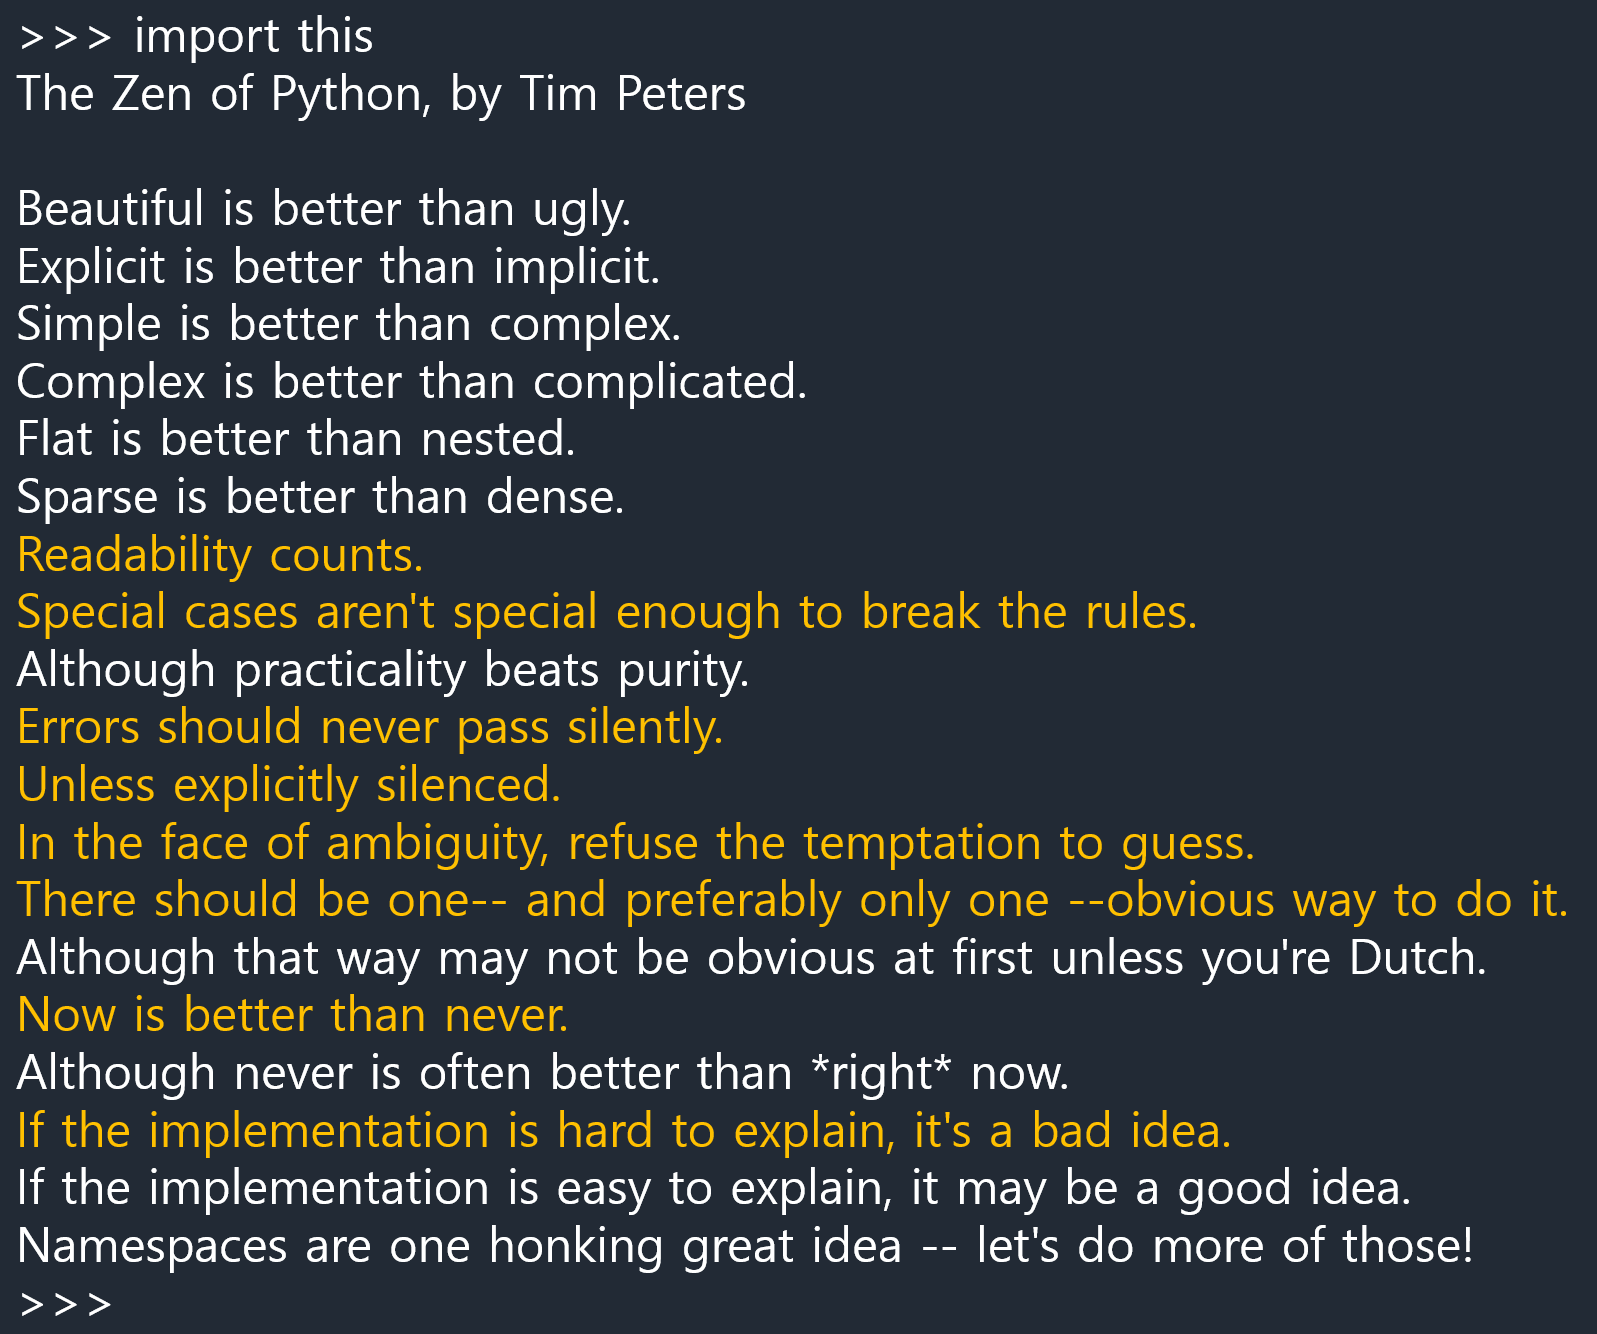 >>> import this
The Zen of Python, by Tim Peters

Beautiful is better than ugly.
Explicit is better than implicit.
Simple is better than complex.
Complex is better than complicated.
Flat is better than nested.
Sparse is better than dense.
Readability counts.
Special cases aren't special enough to break the rules.
Although practicality beats purity.
Errors should never pass silently.
Unless explicitly silenced.
In the face of ambiguity, refuse the temptation to guess.
There should be one-- and preferably only one --obvious way to do it.
Although that way may not be obvious at first unless you're Dutch.
Now is better than never.
Although never is often better than *right* now.
If the implementation is hard to explain, it's a bad idea.
If the implementation is easy to explain, it may be a good idea.
Namespaces are one honking great idea -- let's do more of those!
>>>